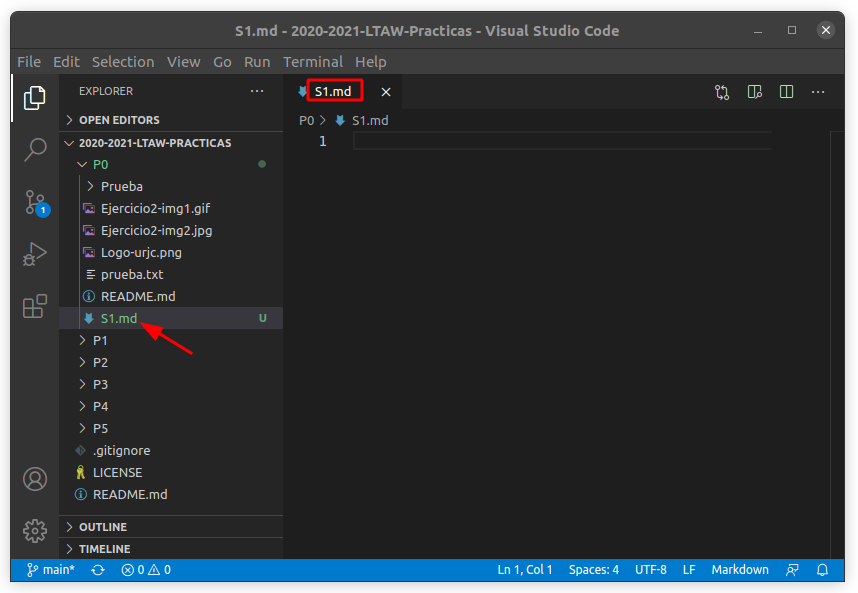 S1.md - 2020-2021-LTAW-Practicas - Visual Studio Code
File Edit Selection View Go Run Terminal Help
EXPLORER
OPEN EDITORS
2020-2021-LTAW-PRACTICAS
P0
Prueba
Ejercicio2-img1.gif
Ejercicio2-img2.jpg
Logo-urjc.png
prueba.txt
README.md
S1.md U
P1
P2
P3
P4
P5
.gitignore
LICENSE
README.md
OUTLINE
TIMELINE
1
S1.md
P0 > S1.md
1
main* 0 0 Ln 1, Col 1 Spaces: 4 UTF-8 LF Markdown